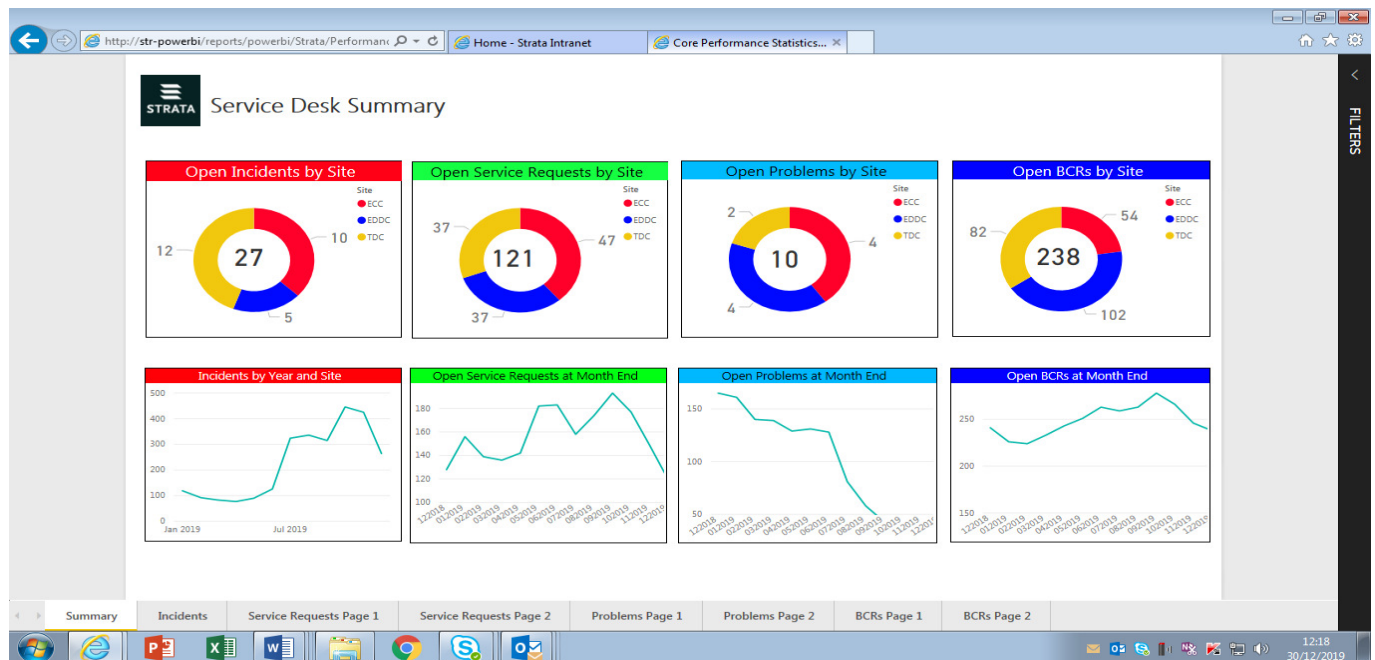 http://str-powerbi/reports/powerbi/Strata/Performanc
Home - Strata Intranet
Core Performance Statistics...
FILTERS
STRATA
Service Desk Summary
Open Incidents by Site
Site
ECC
EDDC
TDC
12
10
27
5
Open Service Requests by Site
Site
ECC
EDDC
TDC
37
47
121
37
Open Problems by Site
Site
ECC
EDDC
TDC
2
4
10
4
Open BCRs by Site
Site
ECC
EDDC
TDC
54
82
238
102
Incidents by Year and Site
500
400
300
200
100
0
Jan 2019
Jul 2019
Open Service Requests at Month End
180
160
140
120
100
122018 012019 022019 032019 042019 052019 062019 072019 082019 092019 102019 112019 122019
Open Problems at Month End
150
100
50
122018 012019 022019 032019 042019 052019 062019 072019 082019 092019 102019 112019 122019
Open BCRs at Month End
250
200
150
122018 012019 022019 032019 042019 052019 062019 072019 082019 092019 102019 112019 122019
Summary
Incidents
Service Requests Page 1
Service Requests Page 2
Problems Page 1
Problems Page 2
BCRs Page 1
BCRs Page 2
12:18
30/12/2019